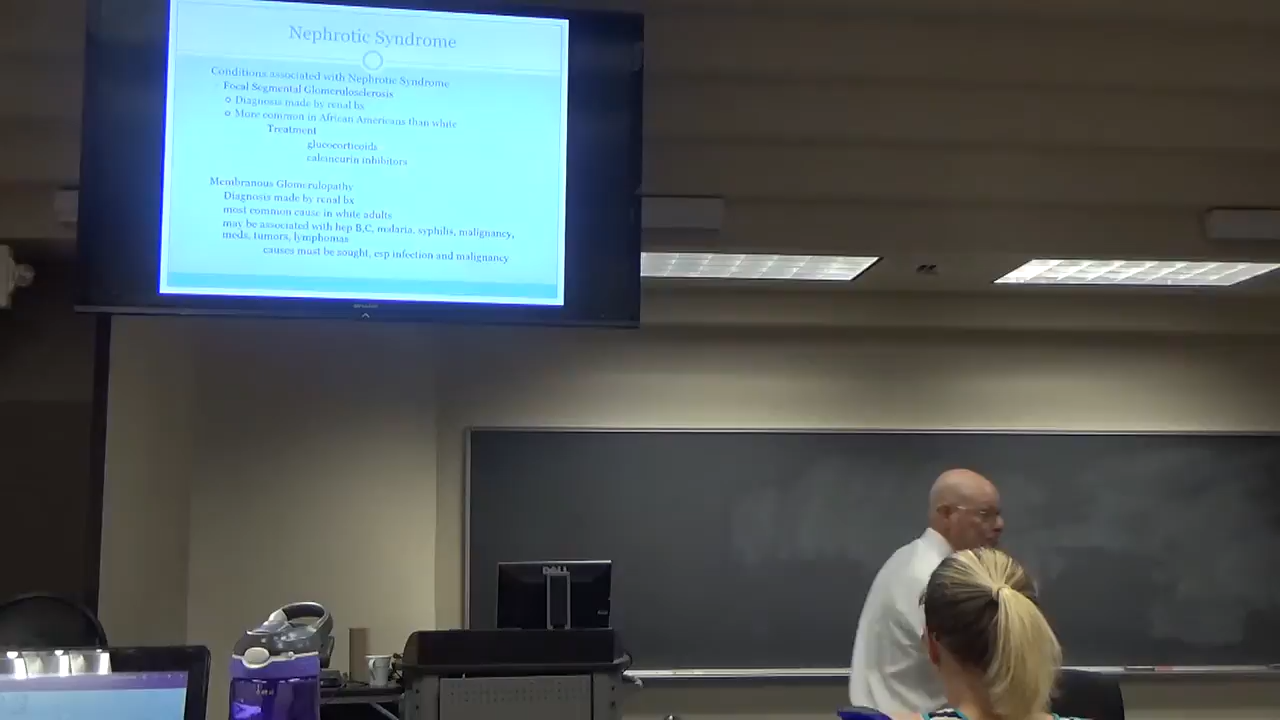 Nephrotic Syndrome
Conditions associated with Nephrotic Syndrome
Focal Segmental Glomerulosclerosis
Diagnosis made by renal bx
More common in African Americans than white
Treatment
glucocorticoids
calcineurin inhibitors
Membranous Glomerulopathy
Diagnosis made by renal bx
most common cause in white adults
may be associated with hep B,C, malaria, syphilis, malignancy,
meds, tumors, lymphomas
causes must be sought, esp infection and malignancy
DELL